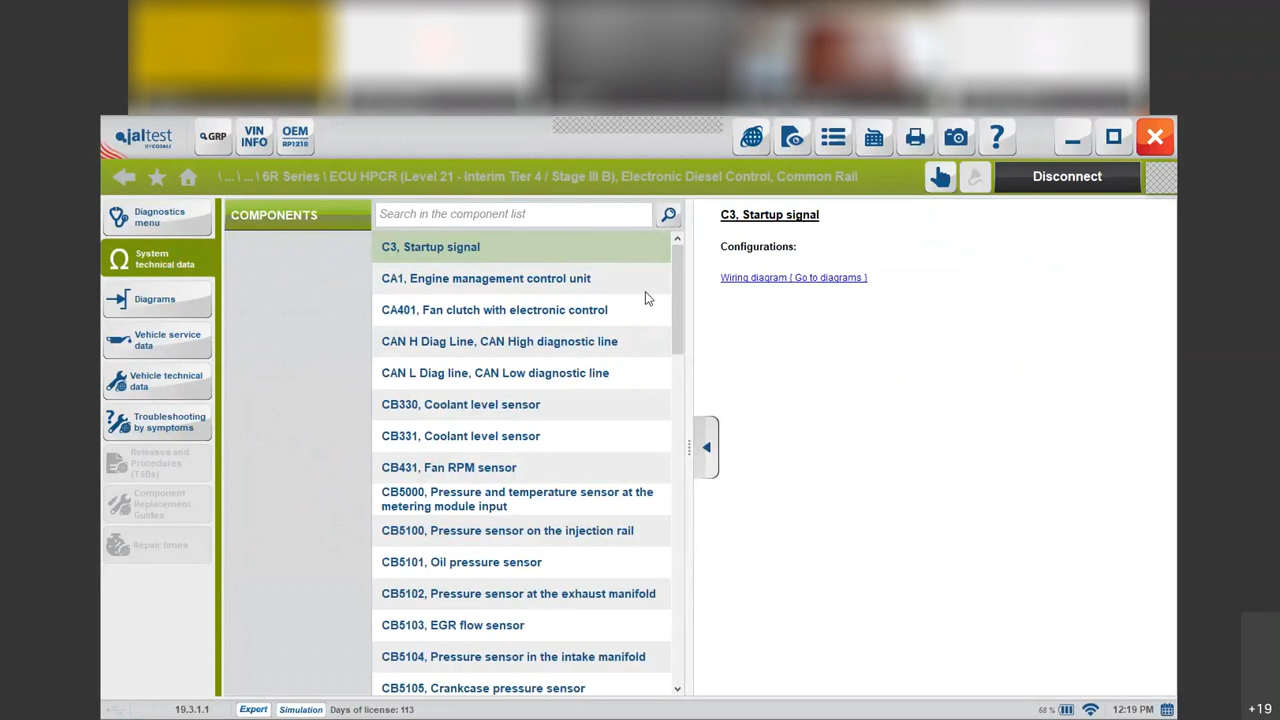 jaltest
BY COJALI
GRP
VIN
INFO
OEM
RP1210
?
\ ... \ ... \ 6R Series \ ECU HPCR (Level 21 - Interim Tier 4 / Stage III B), Electronic Diesel Control, Common Rail
Disconnect
Diagnostics
menu
System
technical data
Diagrams
Vehicle service
data
Vehicle technical
data
Troubleshooting
by symptoms
Releases and
Procedures
(TSBs)
Component
Replacement
Guides
Repair times
COMPONENTS
Search in the component list
C3, Startup signal
CA1, Engine management control unit
CA401, Fan clutch with electronic control
CAN H Diag Line, CAN High diagnostic line
CAN L Diag line, CAN Low diagnostic line
CB330, Coolant level sensor
CB331, Coolant level sensor
CB431, Fan RPM sensor
CB5000, Pressure and temperature sensor at the
metering module input
CB5100, Pressure sensor on the injection rail
CB5101, Oil pressure sensor
CB5102, Pressure sensor at the exhaust manifold
CB5103, EGR flow sensor
CB5104, Pressure sensor in the intake manifold
CB5105, Crankcase pressure sensor
C3, Startup signal
Configurations:
Wiring diagram { Go to diagrams }
19.3.1.1
Expert
Simulation
Days of license: 113
68 %
12:19 PM
+19